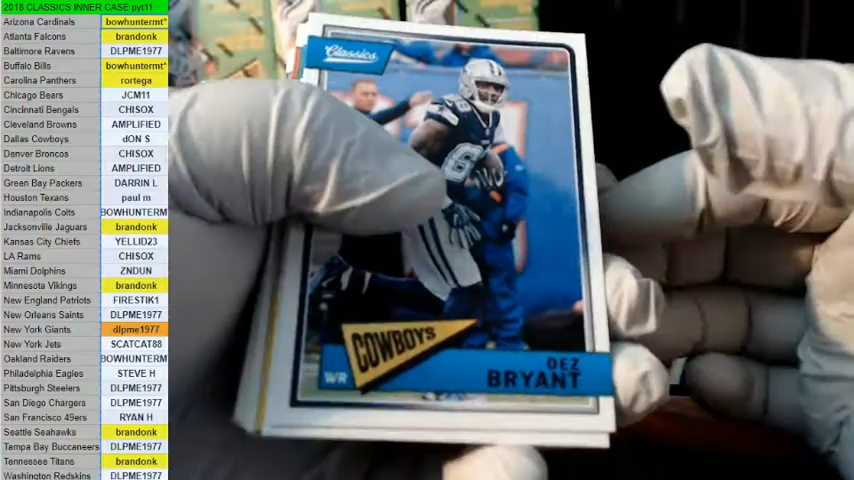 2018 CLASSICS INNER CASE pyt11
Arizona Cardinals bowhuntermt*
Atlanta Falcons brandonk
Baltimore Ravens DLPME1977
Buffalo Bills bowhuntermt*
Carolina Panthers rortega
Chicago Bears JCM11
Cincinnati Bengals CHISOX
Cleveland Browns AMPLIFIED
Dallas Cowboys dON S
Denver Broncos CHISOX
Detroit Lions AMPLIFIED
Green Bay Packers DARRIN L
Houston Texans paul m
Indianapolis Colts BOWHUNTERM
Jacksonville Jaguars brandonk
Kansas City Chiefs YELLID23
LA Rams CHISOX
Miami Dolphins ZNDUN
Minnesota Vikings brandonk
New England Patriots FIRESTIK1
New Orleans Saints DLPME1977
New York Giants dlpme1977
New York Jets SCATCAT88
Oakland Raiders BOWHUNTERM
Philadelphia Eagles STEVE H
Pittsburgh Steelers DLPME1977
San Diego Chargers DLPME1977
San Francisco 49ers RYAN H
Seattle Seahawks brandonk
Tampa Bay Buccaneers DLPME1977
Tennessee Titans brandonk
Washington Redskins DLPME1977
Classics
8
COWBOYS
WR
DEZ
BRYANT